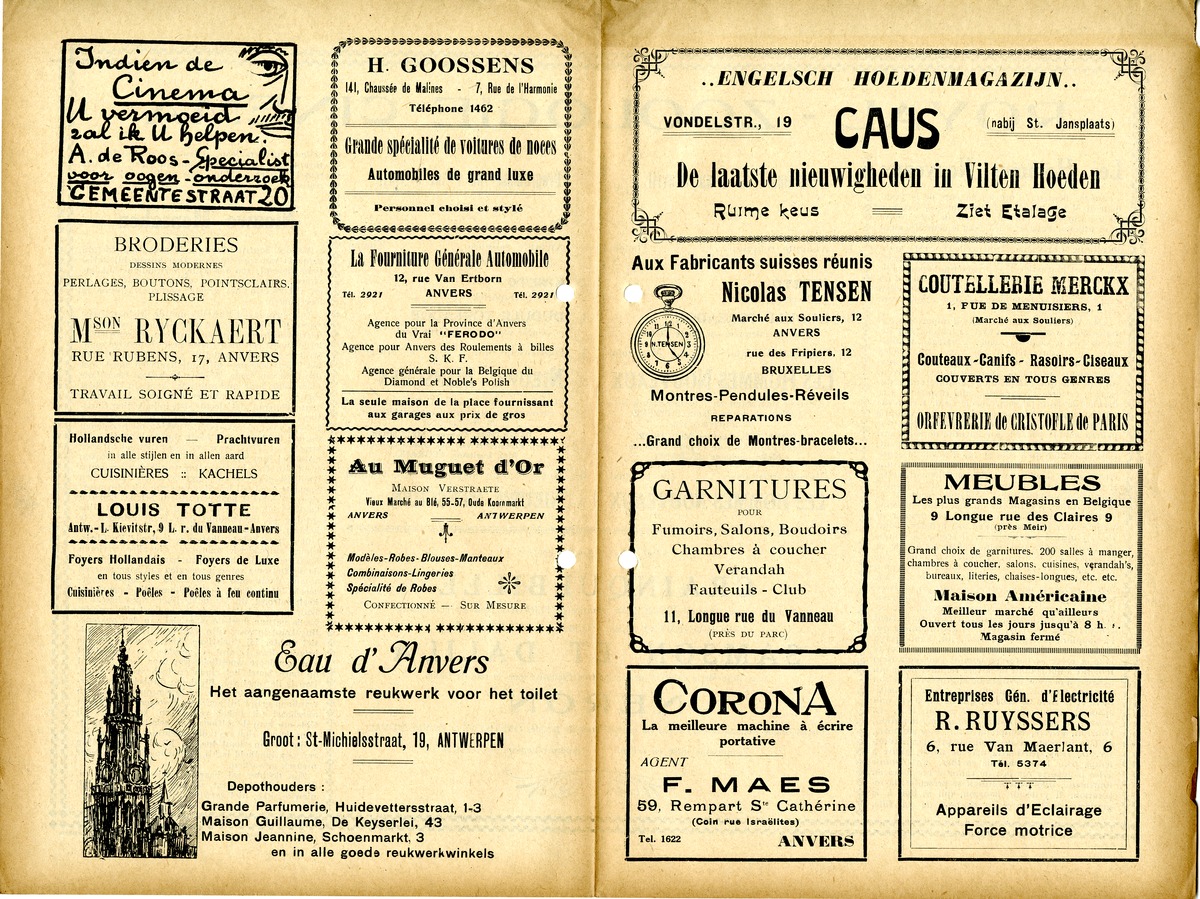 Indien de
Cinema
U vermoeid
zal ik U helpen.
A. de Roos - Specialist
voor oogen - onderzoek
GEMEENTESTRAAT 20
BRODERIES
DESSINS MODERNES
PERLAGES, BOUTONS, POINTSCLAIRS.
PLISSAGE
MSON RYCKAERT
RUE RUBENS, 17, ANVERS
TRAVAIL SOIGNÉ ET RAPIDE
Hollandsche vuren — Prachtvuren
in alle stijlen en in allen aard
CUISINIÈRES :: KACHELS
LOUIS TOTTE
Antw.-L. Kievitstr, 9 L. r. du Vanneau-Anvers
Foyers Hollandais - Foyers de Luxe
en tous styles et en tous genres
Cuisinières - Poêles - Poêles à feu continu
H. GOOSSENS
141, Chaussée de Malines - 7, Rue de l'Harmonie
Téléphone 1462
Grande spécialité de voitures de noces
Automobiles de grand luxe
Personnel choisi et stylé
La Fourniture Générale Automobile
12, rue Van Ertborn
Tél. 2921 ANVERS Tél. 2921
Agence pour la Province d'Anvers
du Vrai "FERODO"
Agence pour Anvers des Roulements à billes
S. K. F.
Agence générale pour la Belgique du
Diamond et Noble's Polish
La seule maison de la place fournissant
aux garages aux prix de gros
Au Muguet d'Or
MAISON VERSTRAETE
Vieux Marché au Blé, 55-57, Oude Koornmarkt
ANVERS ANTWERPEN
Modèles-Robes-Blouses-Manteaux
Combinaisons-Lingeries
Spécialité de Robes
CONFECTIONNÉ — SUR MESURE
Eau d'Anvers
Het aangenaamste reukwerk voor het toilet
Groot: St-Michielsstraat, 19, ANTWERPEN
Depothouders :
Grande Parfumerie, Huidevettersstraat, 1-3
Maison Guillaume, De Keyserlei, 43
Maison Jeannine, Schoenmarkt, 3
en in alle goede reukwerkwinkels
..ENGELSCH HOEDENMAGAZIJN..
VONDELSTR., 19 CAUS (nabij St. Jansplaats)
De laatste nieuwigheden in Vilten Hoeden
Ruime keus Ziet Etalage
Aux Fabricants suisses réunis
Nicolas TENSEN
Marché aux Souliers, 12
ANVERS
rue des Fripiers, 12
BRUXELLES
N.TENSEN
Montres-Pendules-Réveils
REPARATIONS
...Grand choix de Montres-bracelets...
COUTELLERIE MERCKX
1, RUE DE MENUISIERS, 1
(Marché aux Souliers)
Couteaux-Canifs - Rasoirs-Ciseaux
COUVERTS EN TOUS GENRES
ORFEVRERIE de CRISTOFLE de PARIS
GARNITURES
POUR
Fumoirs, Salons, Boudoirs
Chambres à coucher
Verandah
Fauteuils - Club
11, Longue rue du Vanneau
(PRÈS DU PARC)
MEUBLES
Les plus grands Magasins en Belgique
9 Longue rue des Claires 9
(près Meir)
Grand choix de garnitures. 200 salles à manger,
chambres à coucher, salons. cuisines, verandah's,
bureaux, literies, chaises-longues, etc. etc.
Maison Américaine
Meilleur marché qu'ailleurs
Ouvert tous les jours jusqu'à 8 h.
Magasin fermé
CORONA
La meilleure machine à écrire
portative
AGENT
F. MAES
59, Rempart Ste Cathérine
(Coin rue Israëlites)
Tel. 1622 ANVERS
Entreprises Gén. d'Electricité
R. RUYSSERS
6, rue Van Maerlant, 6
Tél. 5374
Appareils d'Eclairage
Force motrice